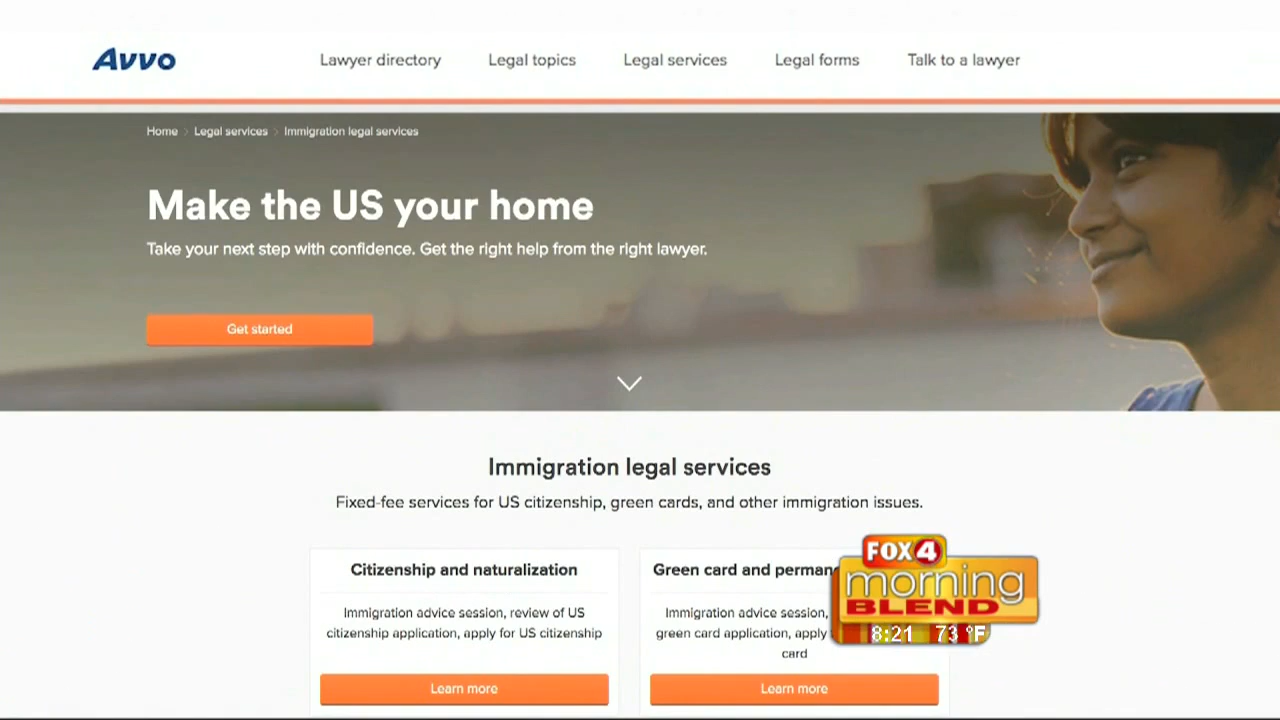 Avvo
Lawyer directory
Legal topics
Legal services
Legal forms
Talk to a lawyer
Home > Legal services > Immigration legal services
Make the US your home
Take your next step with confidence. Get the right help from the right lawyer.
Get started
Immigration legal services
Fixed-fee services for US citizenship, green cards, and other immigration issues.
Citizenship and naturalization
Immigration advice session, review of US
citizenship application, apply for US citizenship
Learn more
Green card and
Immigration advice session,
green card application, apply
card
Learn more
FOX 4
morning
BLEND
8:21 73 °F